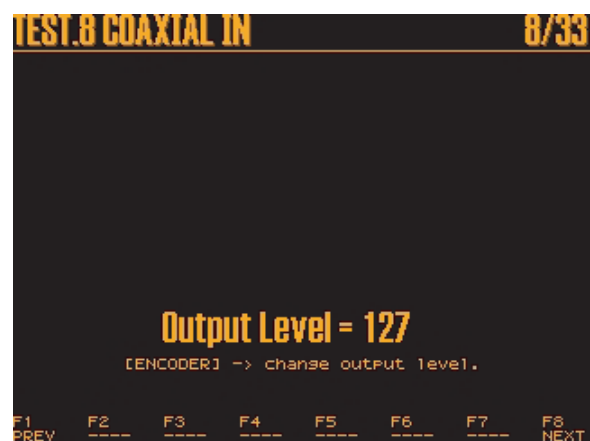 TEST.8 COAXIAL IN 8/33
Output Level = 127
[ENCODER] -> change output level.
F1 F2 F3 F4 F5 F6 F7 F8
PREV ---- ---- ---- ---- ---- ---- NEXT